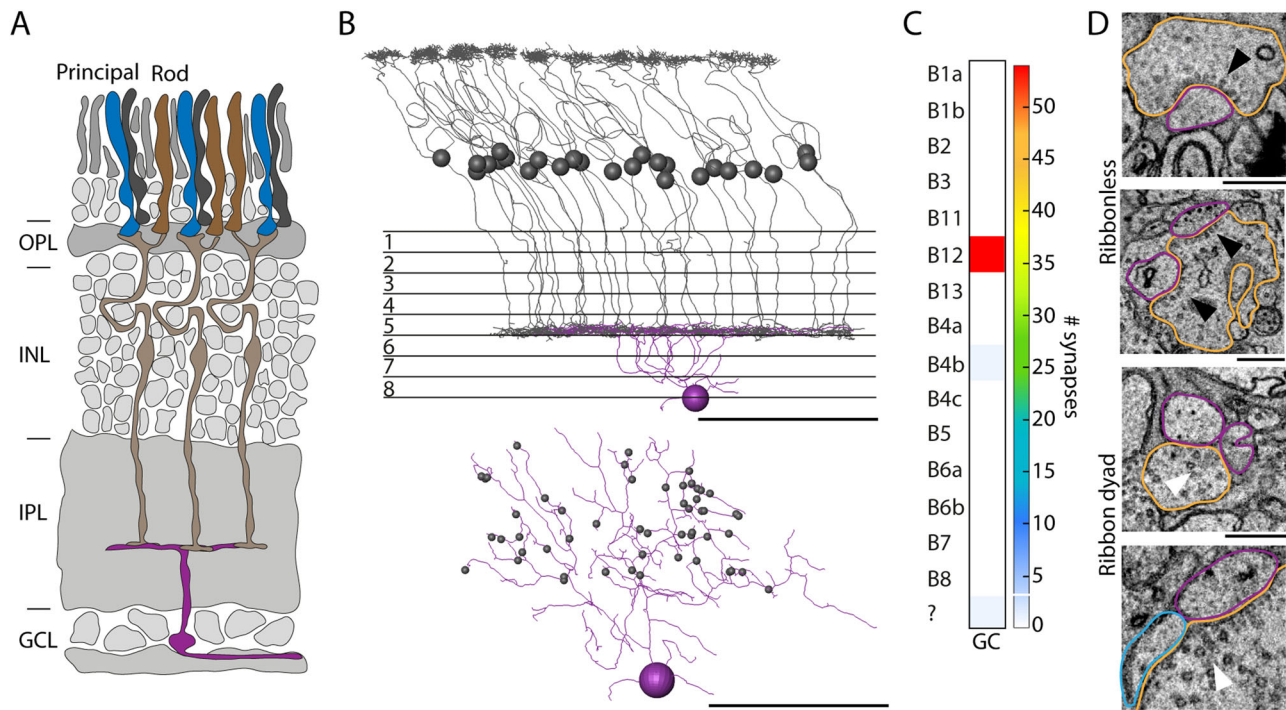 A
Principal Rod
OPL
INL
IPL
GCL
B
1
2
3
4
5
6
7
8
C
B1a
B1b
B2
B3
B11
B12
B13
B4a
B4b
B4c
B5
B6a
B6b
B7
B8
?
GC
50
45
40
35
30
25
20
15
10
5
0
# synapses
D
Ribbonless
Ribbon dyad